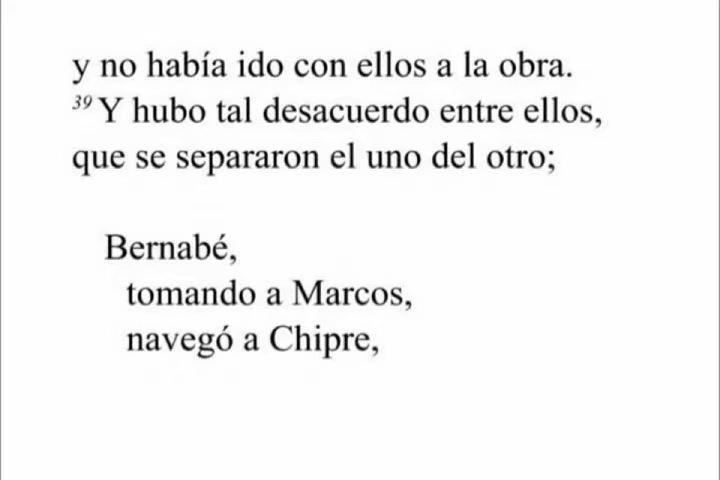 y no había ido con ellos a la obra.
39 Y hubo tal desacuerdo entre ellos,
que se separaron el uno del otro;
Bernabé,
tomando a Marcos,
navegó a Chipre,